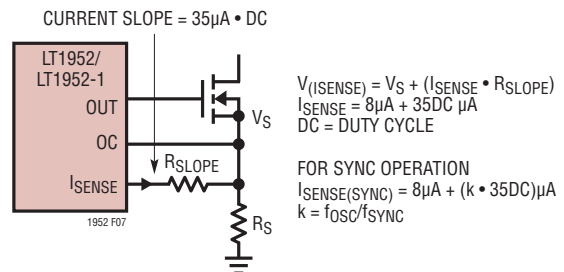 CURRENT SLOPE = 35µA • DC
LT1952/
LT1952-1
OUT
OC
ISENSE
VS
RSLOPE
RS
1952 F07
V(ISENSE) = VS + (ISENSE • RSLOPE)
ISENSE = 8µA + 35DC µA
DC = DUTY CYCLE
FOR SYNC OPERATION
ISENSE(SYNC) = 8µA + (k • 35DC)µA
k = fOSC/fSYNC